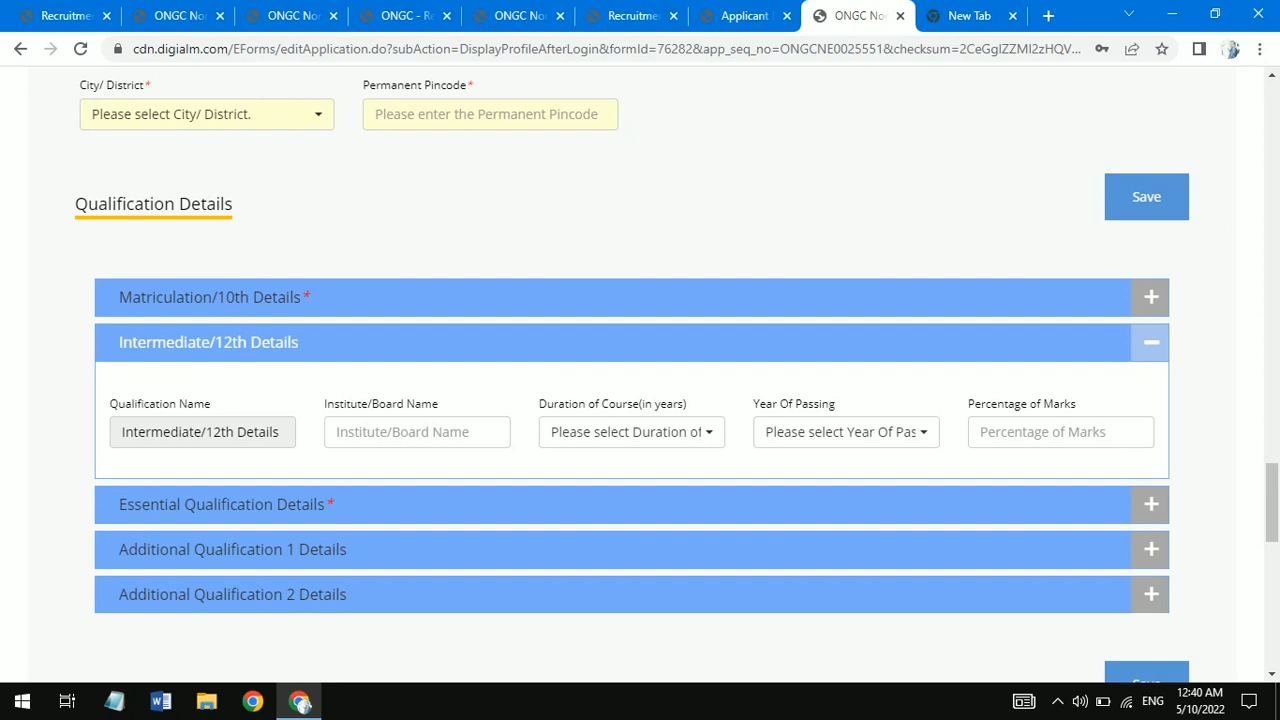 Recruitmer
ONGC No
ONGC No
ONGC - Re
ONGC No
Recruitme
Applicant
ONGC No
New Tab
cdn.digialm.com/EForms/editApplication.do?subAction=DisplayProfileAfterLogin&formId=76282&app_seq_no=ONGCNE0025551&checksum=2CeGgIZZMI2zHQV...
City/ District*
Permanent Pincode*
Please select City/ District.
Please enter the Permanent Pincode
Qualification Details
Save
Matriculation/10th Details*
Intermediate/12th Details
Qualification Name
Institute/Board Name
Duration of Course(in years)
Year Of Passing
Percentage of Marks
Intermediate/12th Details
Institute/Board Name
Please select Duration of
Please select Year Of Pas
Percentage of Marks
Essential Qualification Details*
Additional Qualification 1 Details
Additional Qualification 2 Details
Save
ENG
12:40 AM
5/10/2022